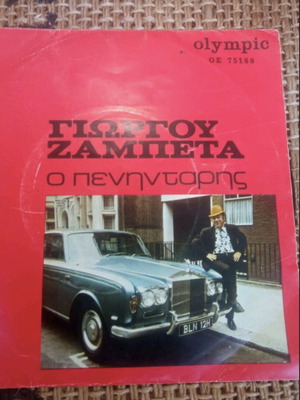 olympic
OE 75188
ΓΙΩΡΓΟΥ
ΖΑΜΠΕΤΑ
Ο ΠΕΝΗΝΤΑΡΗΣ
BLN 12H